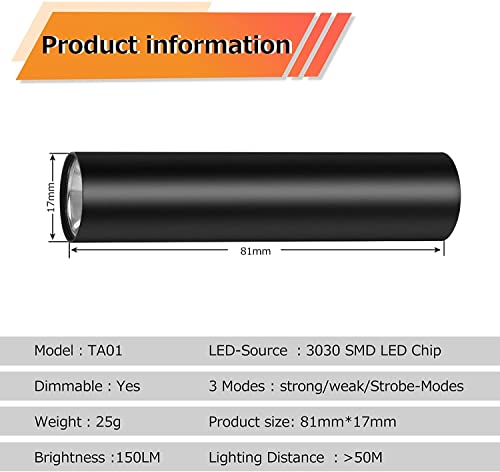 Product information
17mm
81mm
Model : TA01 LED-Source : 3030 SMD LED Chip
Dimmable : Yes 3 Modes : strong/weak/Strobe-Modes
Weight : 25g Product size: 81mm*17mm
Brightness :150LM Lighting Distance : >50M